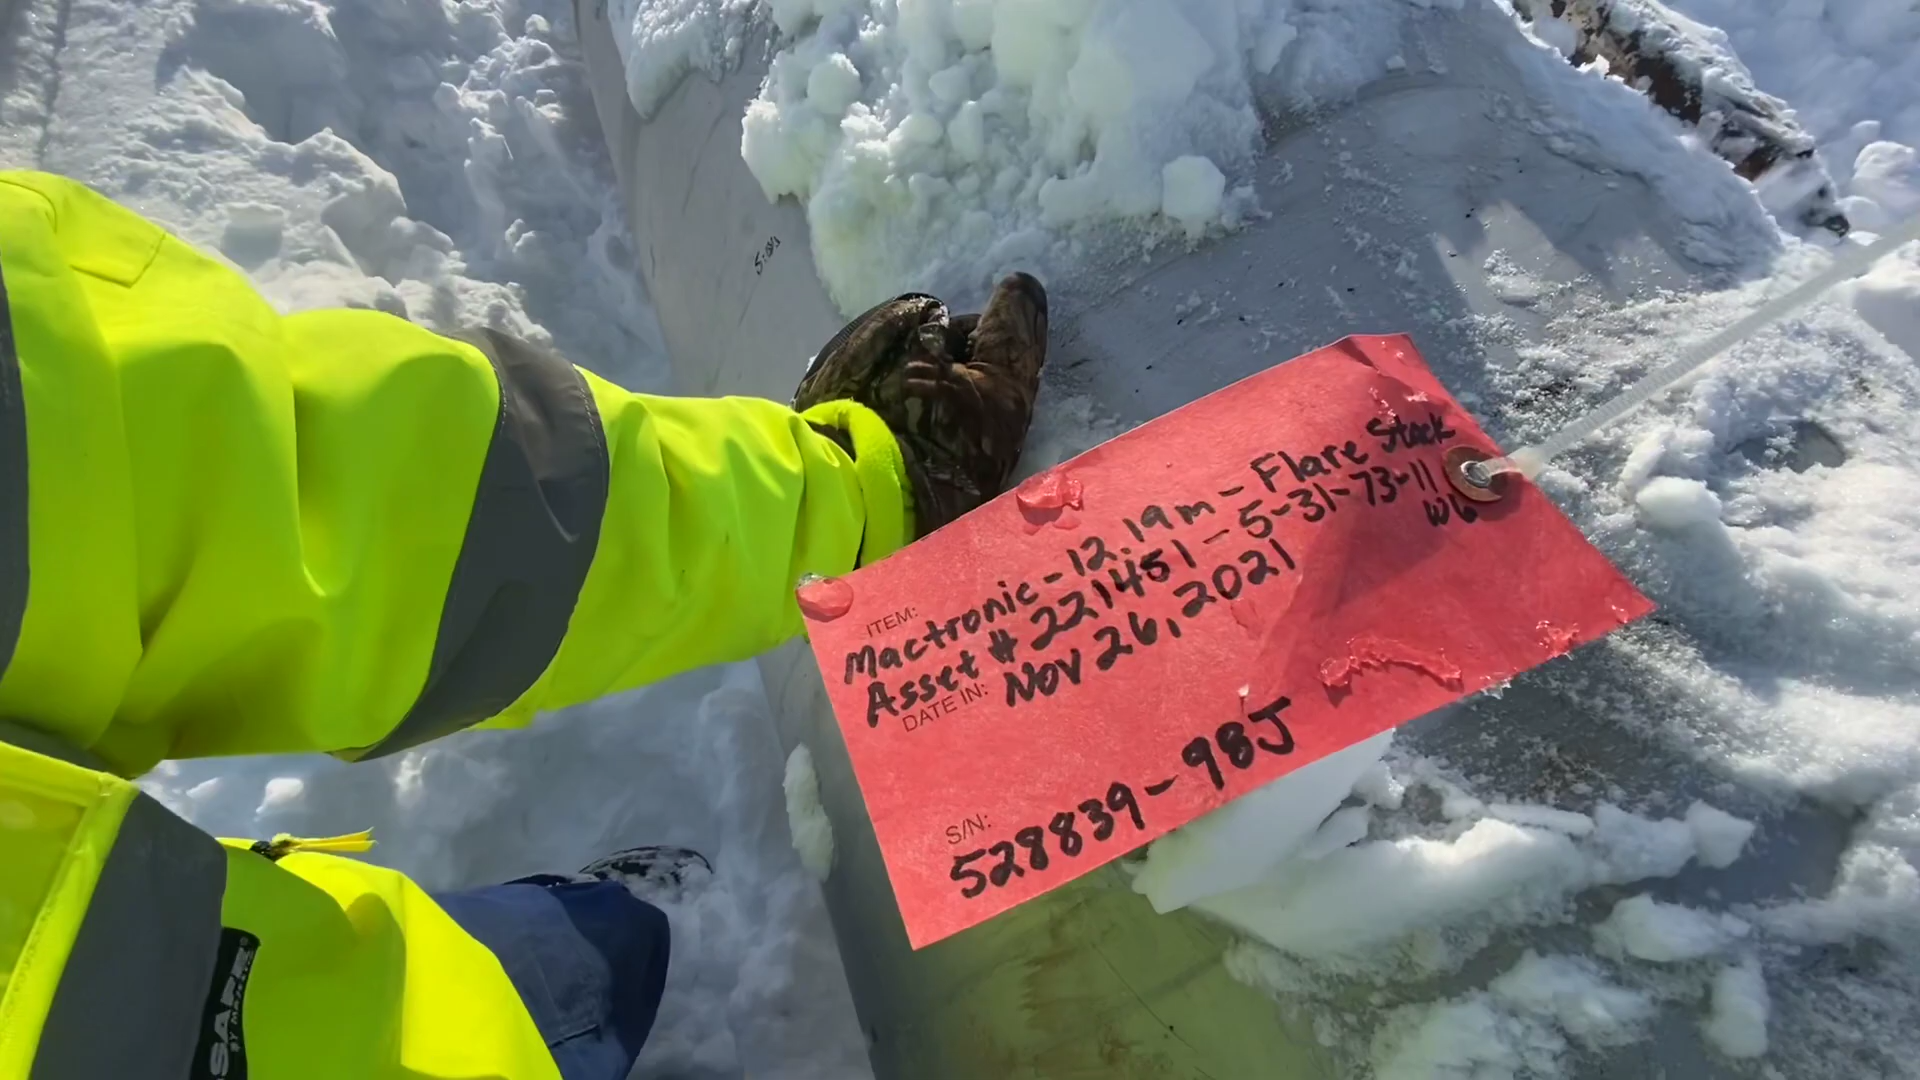 ITEM:
Mactronic - 12.19m - Flare Stack
Asset # 221451 - 5-31-73-11
W6
DATE IN: Nov 26, 2021
S/N:
528839-98J